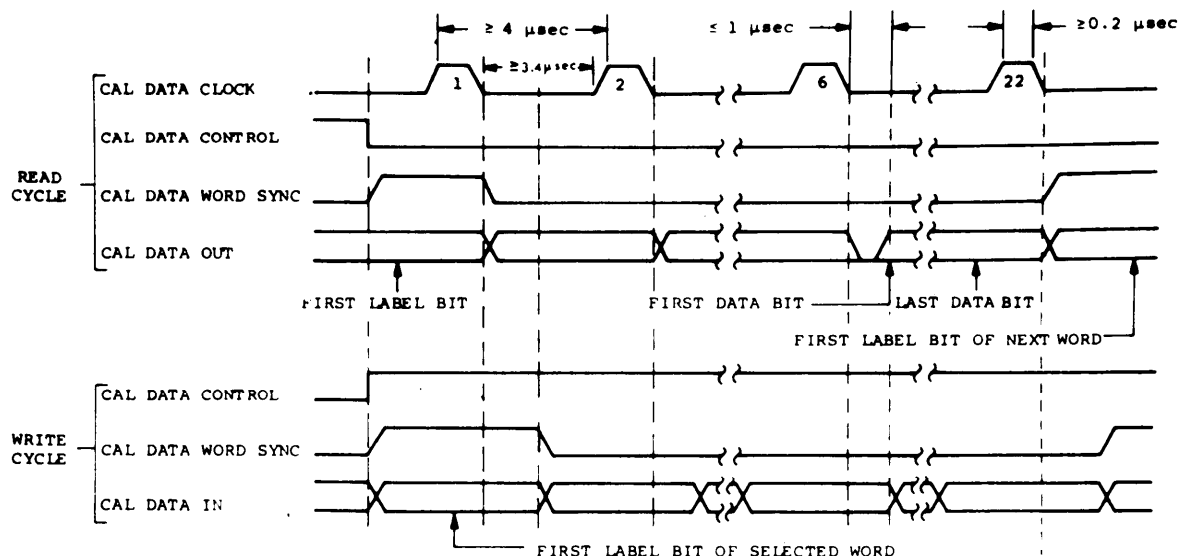 ≥ 4 µsec
≤ 1 µsec
≥0.2 µsec
≥3.4µsec
CAL DATA CLOCK
1
2
6
22
CAL DATA CONTROL
READ
CYCLE
CAL DATA WORD SYNC
CAL DATA OUT
FIRST LABEL BIT
FIRST DATA BIT
LAST DATA BIT
FIRST LABEL BIT OF NEXT WORD
CAL DATA CONTROL
WRITE
CYCLE
CAL DATA WORD SYNC
CAL DATA IN
FIRST LABEL BIT OF SELECTED WORD